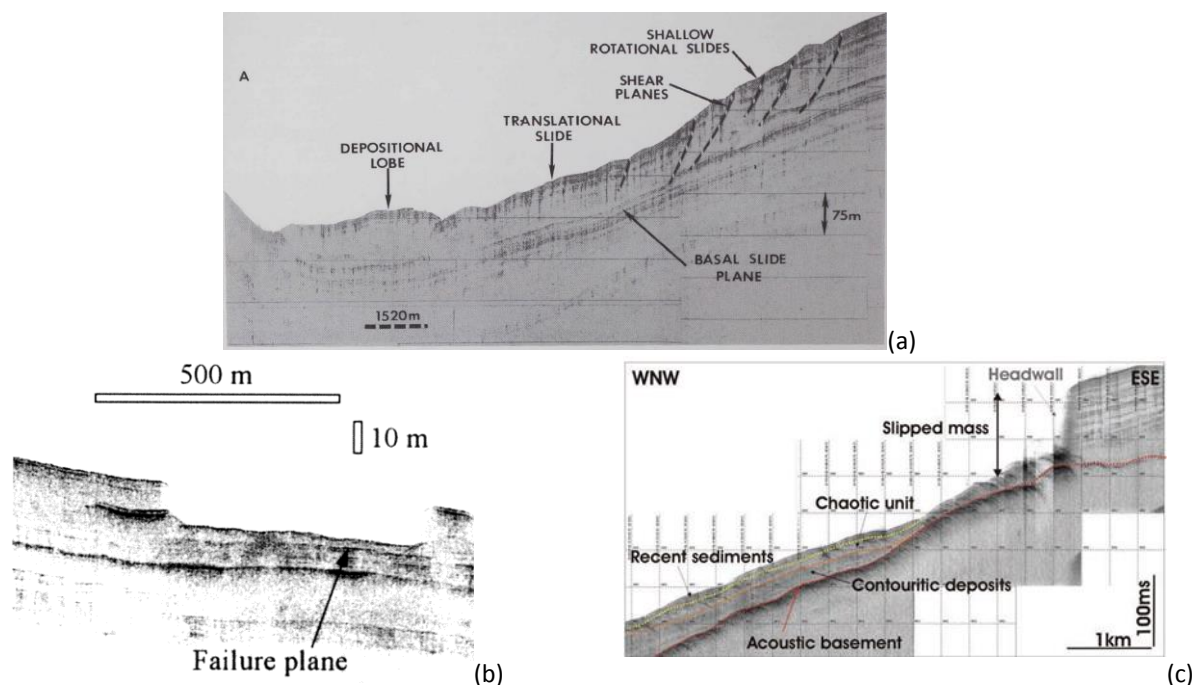 A
SHALLOW
ROTATIONAL SLIDES
SHEAR
PLANES
TRANSLATIONAL
SLIDE
DEPOSITIONAL
LOBE
75m
BASAL SLIDE
PLANE
1520m
(a)
500 m
10 m
Failure plane
(b)
WNW
Headwall
ESE
Slipped mass
Chaotic unit
Recent sediments
Contouritic deposits
Acoustic basement
100ms
1km
(c)